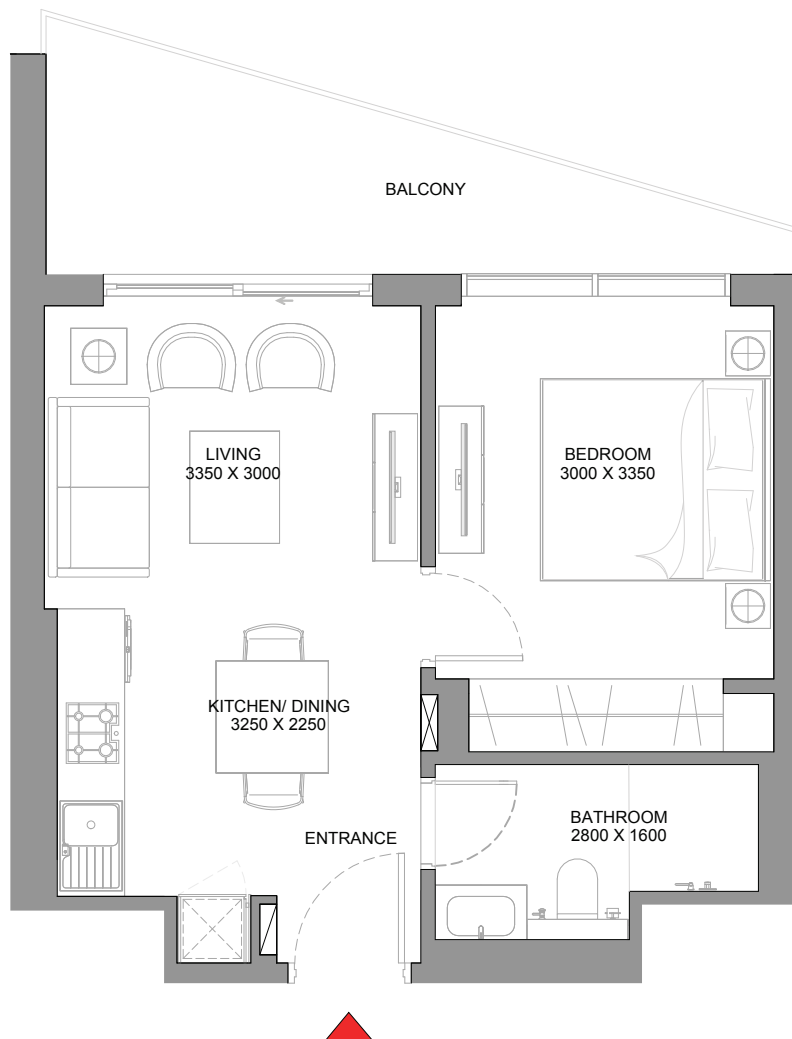 BALCONY
LIVING
3350 X 3000
BEDROOM
3000 X 3350
KITCHEN/ DINING
3250 X 2250
ENTRANCE
BATHROOM
2800 X 1600